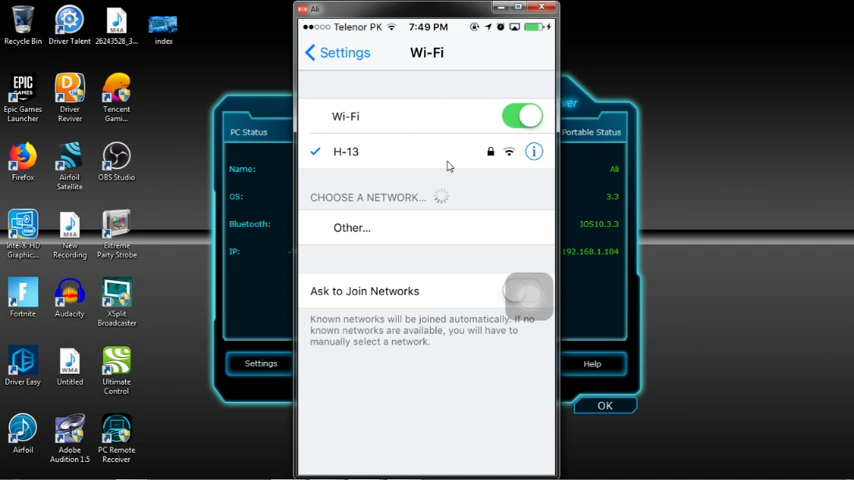 Recycle Bin
Driver Talent
26243528_3...
index
Epic Games
Launcher
Driver
Reviver
Tencent
Gami...
Firefox
Airfoil
Satellite
OBS Studio
Intel® HD
Graphic...
New
Recording
Extreme
Party Strobe
Fortnite
Audacity
XSplit
Broadcaster
Driver Easy
Untitled
Ultimate
Control
Airfoil
Adobe
Audition 1.5
PC Remote
Receiver
PC Status
Name:
OS:
Bluetooth:
IP:
Settings
Ali
Telenor PK
7:49 PM
Settings
Wi-Fi
Wi-Fi
H-13
CHOOSE A NETWORK...
Other...
Ask to Join Networks
Known networks will be joined automatically. If no
known networks are available, you will have to
manually select a network.
ver
Portable Status
Ali
3.3
IOS10.3.3
192.168.1.104
Help
OK